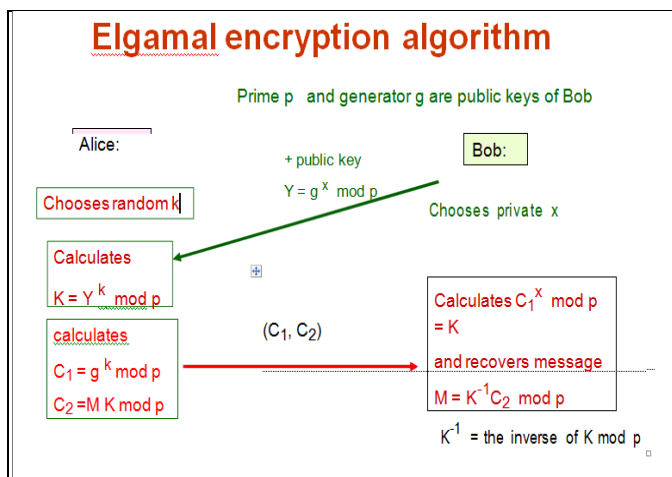 Elgamal encryption algorithm
Prime p and generator g are public keys of Bob
Alice:
Bob:
+ public key
Y = g^x mod p
Chooses random k
Chooses private x
Calculates
K = Y^k mod p
calculates
C₁ = g^k mod p
C₂ =M K mod p
(C₁, C₂)
Calculates C₁^x mod p
= K
and recovers message
M = K⁻¹C₂ mod p
K⁻¹ = the inverse of K mod p